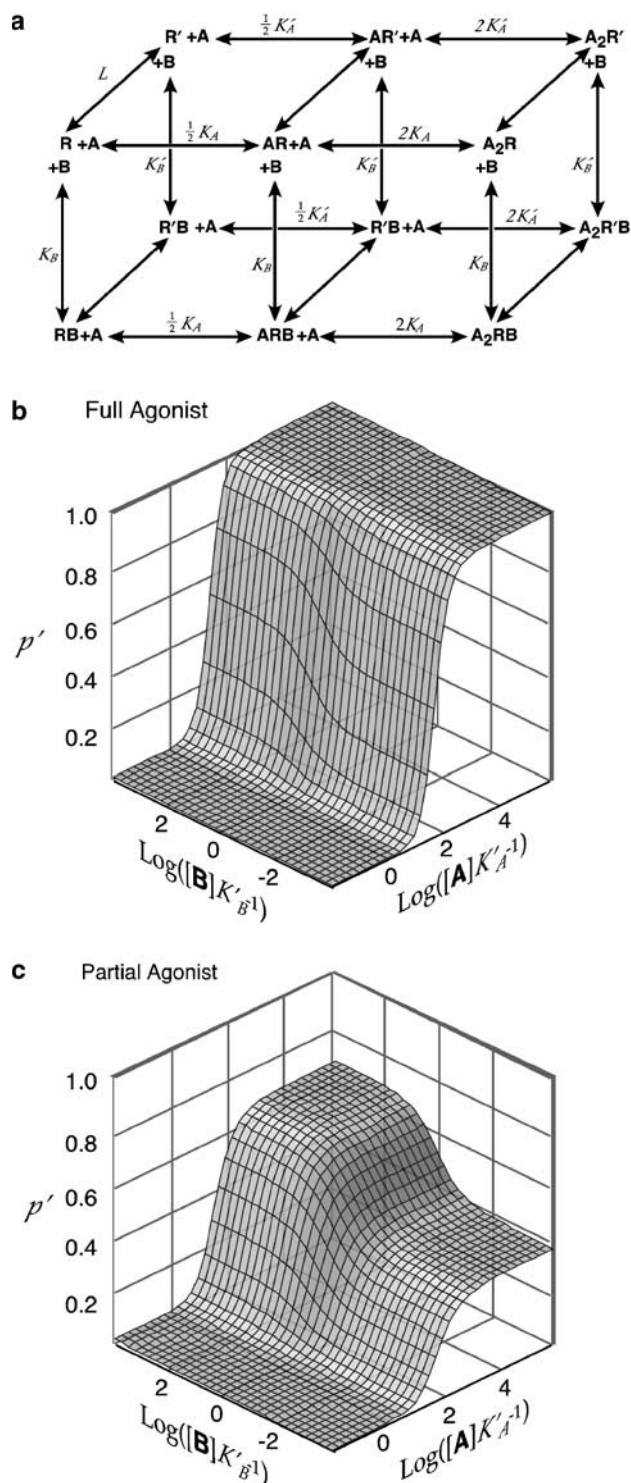 a
R′ +A ½ K′A AR′+A 2K′A A2R′
+B +B +B
L
R +A ½ KA AR+A 2KA A2R
+B K′B +B K′B +B K′B
R′B +A ½ K′A R′B+A 2K′A A2R′B
KB KB KB
RB+A ½ KA ARB+A 2KA A2RB
b Full Agonist
1.0
0.8
0.6
p′
0.4
0.2
2 0 -2
Log([B]K′B-1)
0 2 4
Log([A]K′A-1)
c Partial Agonist
1.0
0.8
0.6
p′
0.4
0.2
2 0 -2
Log([B]K′B-1)
0 2 4
Log([A]K′A-1)